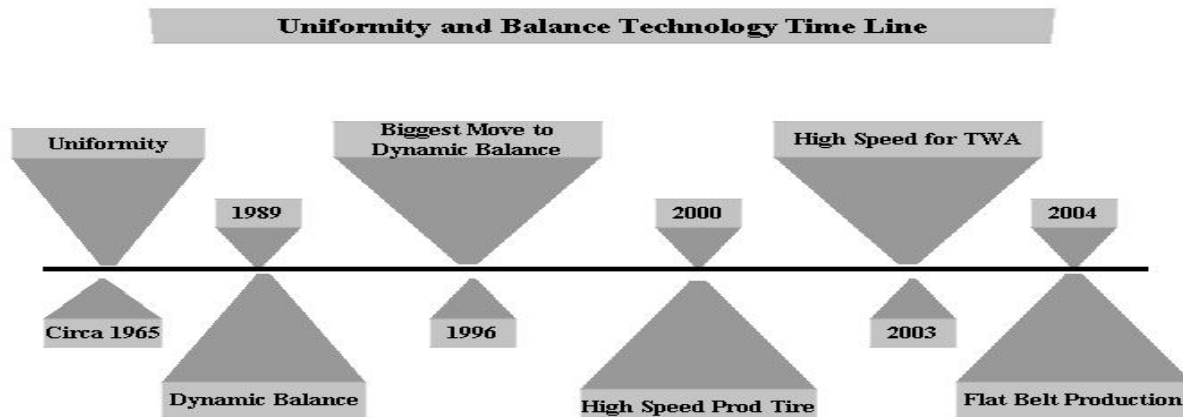 Uniformity and Balance Technology Time Line
Uniformity
Biggest Move to
Dynamic Balance
High Speed for TWA
1989
2000
2004
Circa 1965
1996
2003
Dynamic Balance
High Speed Prod Tire
Flat Belt Production